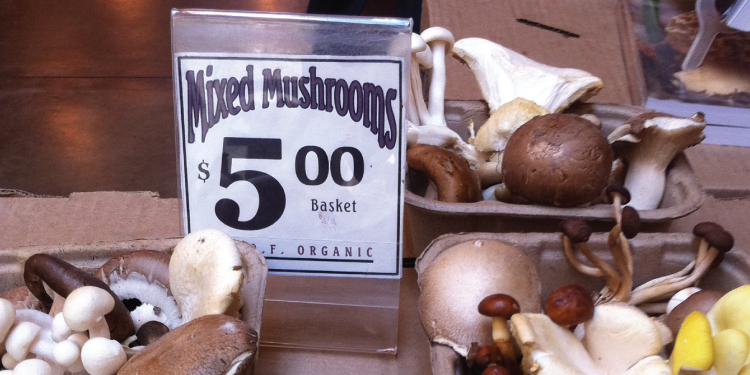 Mixed Mushrooms
$5.00
Basket
F. ORGANIC